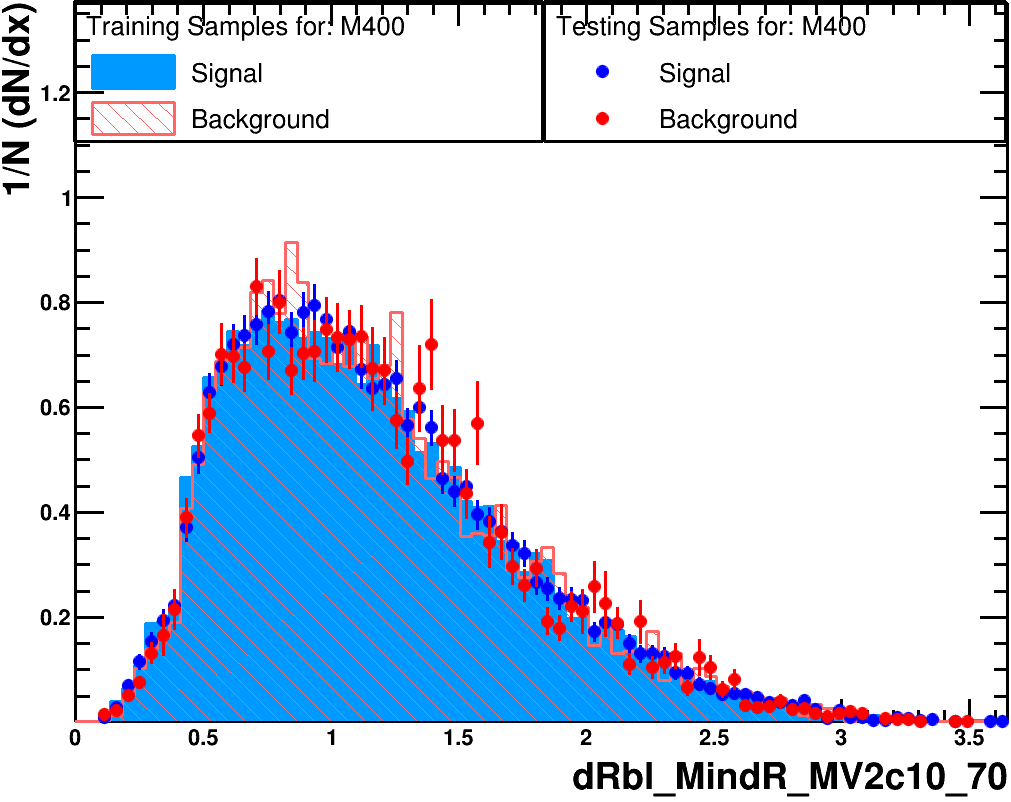 1/N (dN/dx)
Training Samples for: M400
Signal
Background
Testing Samples for: M400
Signal
Background
1.2
1
0.8
0.6
0.4
0.2
0 0.5 1 1.5 2 2.5 3 3.5
dRbl_MindR_MV2c10_70